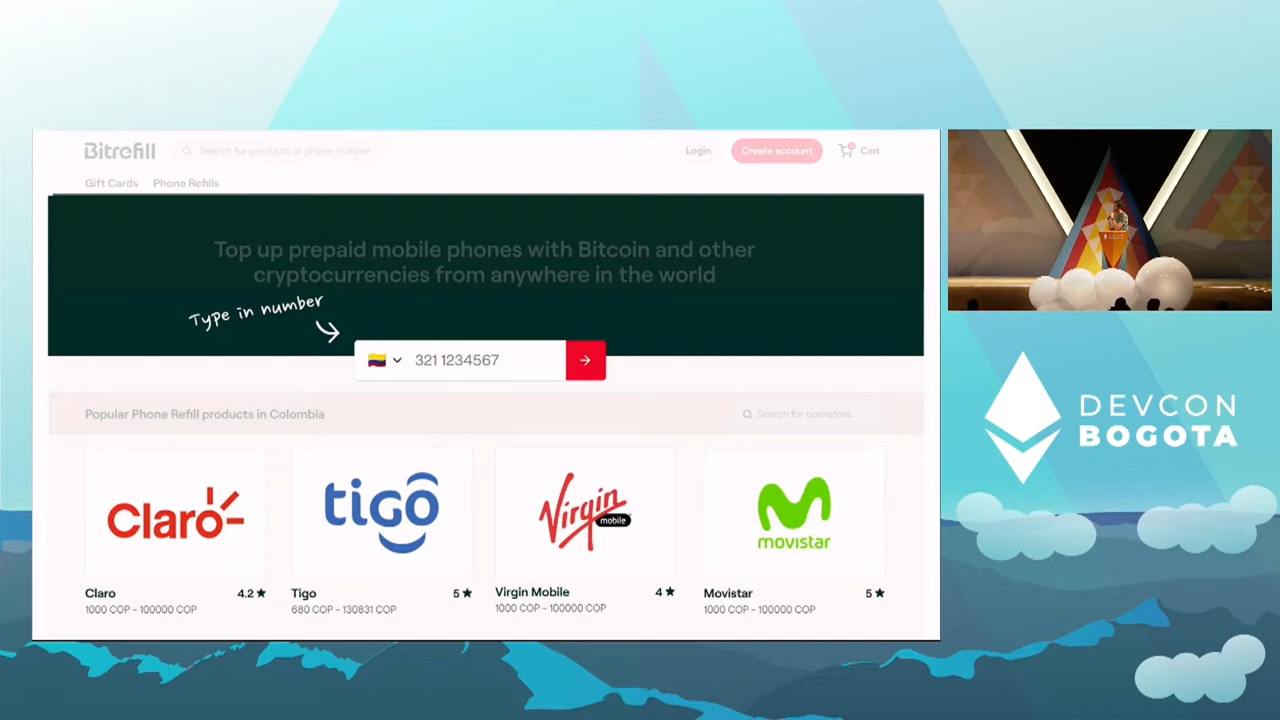 Bitrefill
Search for products or phone number
Login
Create account
Cart
Gift Cards Phone Refills
Top up prepaid mobile phones with Bitcoin and other
cryptocurrencies from anywhere in the world
Type in number
321 1234567
Popular Phone Refill products in Colombia
Search for operators..
Claro
tigo
Virgin
mobile
movistar
Claro 4.2 ★
1000 COP - 100000 COP
Tigo 5 ★
680 COP - 130831 COP
Virgin Mobile 4 ★
1000 COP - 100000 COP
Movistar 5 ★
1000 COP - 100000 COP
DEVCON
BOGOTA